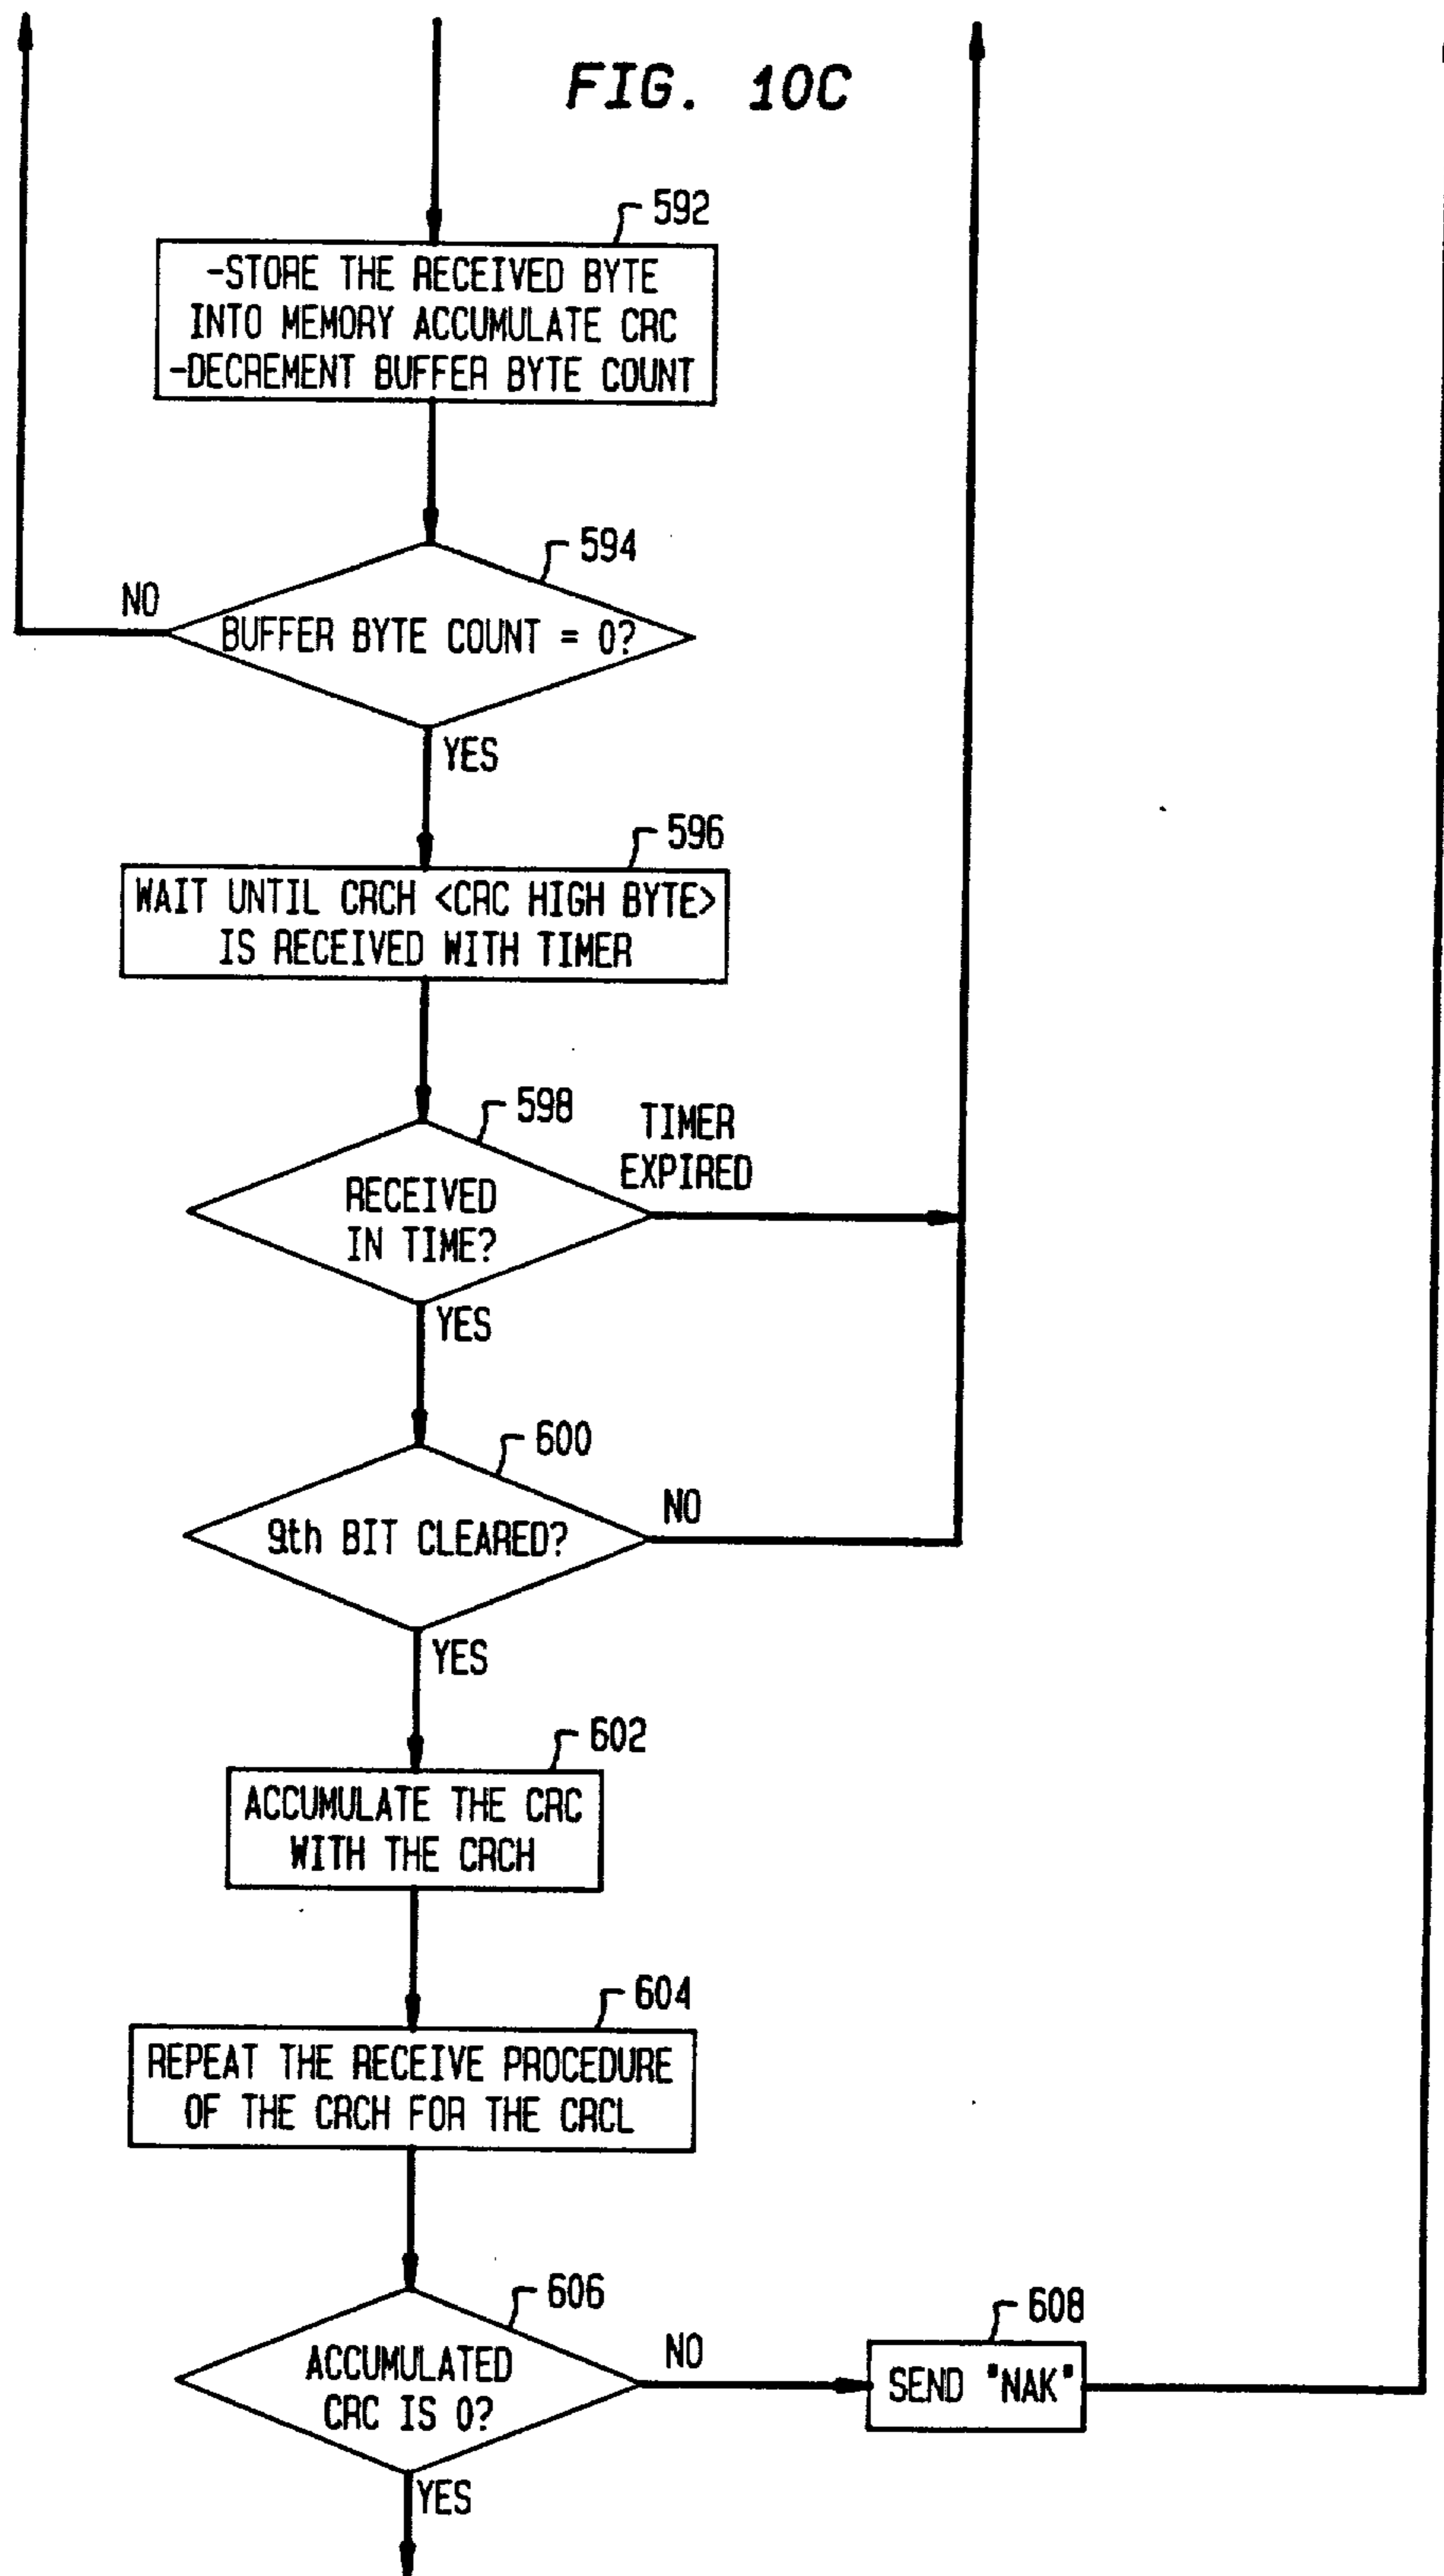 FIG. 10C
592
-STORE THE RECEIVED BYTE
INTO MEMORY ACCUMULATE CRC
-DECREMENT BUFFER BYTE COUNT
594
NO
BUFFER BYTE COUNT = 0?
YES
596
WAIT UNTIL CRCH <CRC HIGH BYTE>
IS RECEIVED WITH TIMER
598
TIMER
EXPIRED
RECEIVED
IN TIME?
YES
600
NO
9th BIT CLEARED?
YES
602
ACCUMULATE THE CRC
WITH THE CRCH
604
REPEAT THE RECEIVE PROCEDURE
OF THE CRCH FOR THE CRCL
606
608
NO
ACCUMULATED
CRC IS 0?
SEND "NAK"
YES